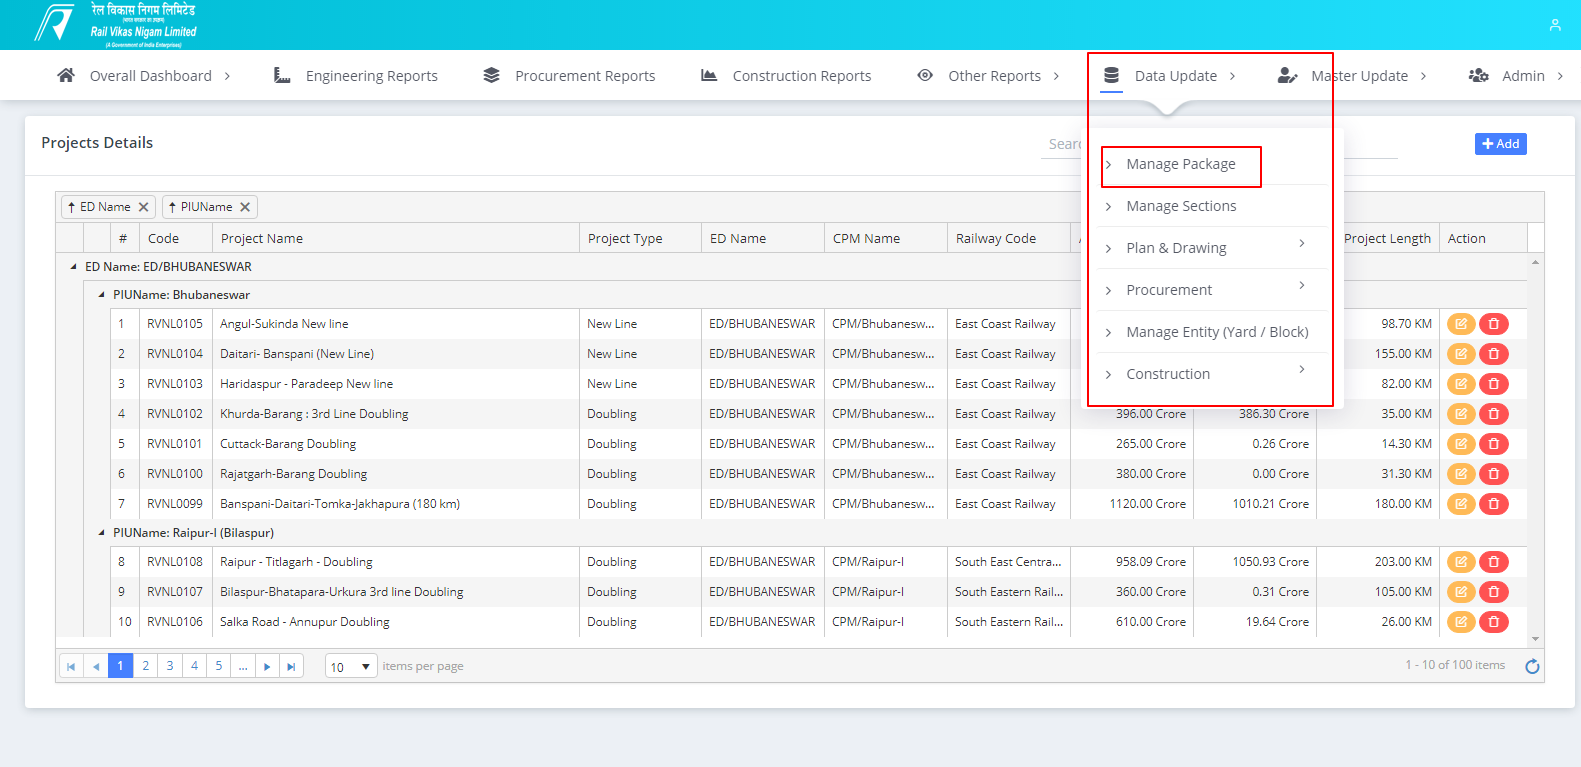 रेल विकास निगम लिमिटेड
(भारत सरकार का उद्यम)
Rail Vikas Nigam Limited
(A Government of India Enterprises)
Overall Dashboard
Engineering Reports
Procurement Reports
Construction Reports
Other Reports
Data Update
Master Update
Admin
Projects Details
Sear
Add
Manage Package
Manage Sections
Plan & Drawing
Procurement
Manage Entity (Yard / Block)
Construction
ED Name PIUName
# Code Project Name Project Type ED Name CPM Name Railway Code Project Length Action
ED Name: ED/BHUBANESWAR
PIUName: Bhubaneswar
1 RVNL0105 Angul-Sukinda New line New Line ED/BHUBANESWAR CPM/Bhubanesw... East Coast Railway 98.70 KM
2 RVNL0104 Daitari- Banspani (New Line) New Line ED/BHUBANESWAR CPM/Bhubanesw... East Coast Railway 155.00 KM
3 RVNL0103 Haridaspur - Paradeep New line New Line ED/BHUBANESWAR CPM/Bhubanesw... East Coast Railway 82.00 KM
4 RVNL0102 Khurda-Barang : 3rd Line Doubling Doubling ED/BHUBANESWAR CPM/Bhubanesw... East Coast Railway 396.00 Crore 386.30 Crore 35.00 KM
5 RVNL0101 Cuttack-Barang Doubling Doubling ED/BHUBANESWAR CPM/Bhubanesw... East Coast Railway 265.00 Crore 0.26 Crore 14.30 KM
6 RVNL0100 Rajatgarh-Barang Doubling Doubling ED/BHUBANESWAR CPM/Bhubanesw... East Coast Railway 380.00 Crore 0.00 Crore 31.30 KM
7 RVNL0099 Banspani-Daitari-Tomka-Jakhapura (180 km) Doubling ED/BHUBANESWAR CPM/Bhubanesw... East Coast Railway 1120.00 Crore 1010.21 Crore 180.00 KM
PIUName: Raipur-I (Bilaspur)
8 RVNL0108 Raipur - Titlagarh - Doubling Doubling ED/BHUBANESWAR CPM/Raipur-I South East Centra... 958.09 Crore 1050.93 Crore 203.00 KM
9 RVNL0107 Bilaspur-Bhatapara-Urkura 3rd line Doubling Doubling ED/BHUBANESWAR CPM/Raipur-I South Eastern Rail... 360.00 Crore 0.31 Crore 105.00 KM
10 RVNL0106 Salka Road - Annupur Doubling Doubling ED/BHUBANESWAR CPM/Raipur-I South Eastern Rail... 610.00 Crore 19.64 Crore 26.00 KM
1 2 3 4 5 ... 10 items per page 1 - 10 of 100 items